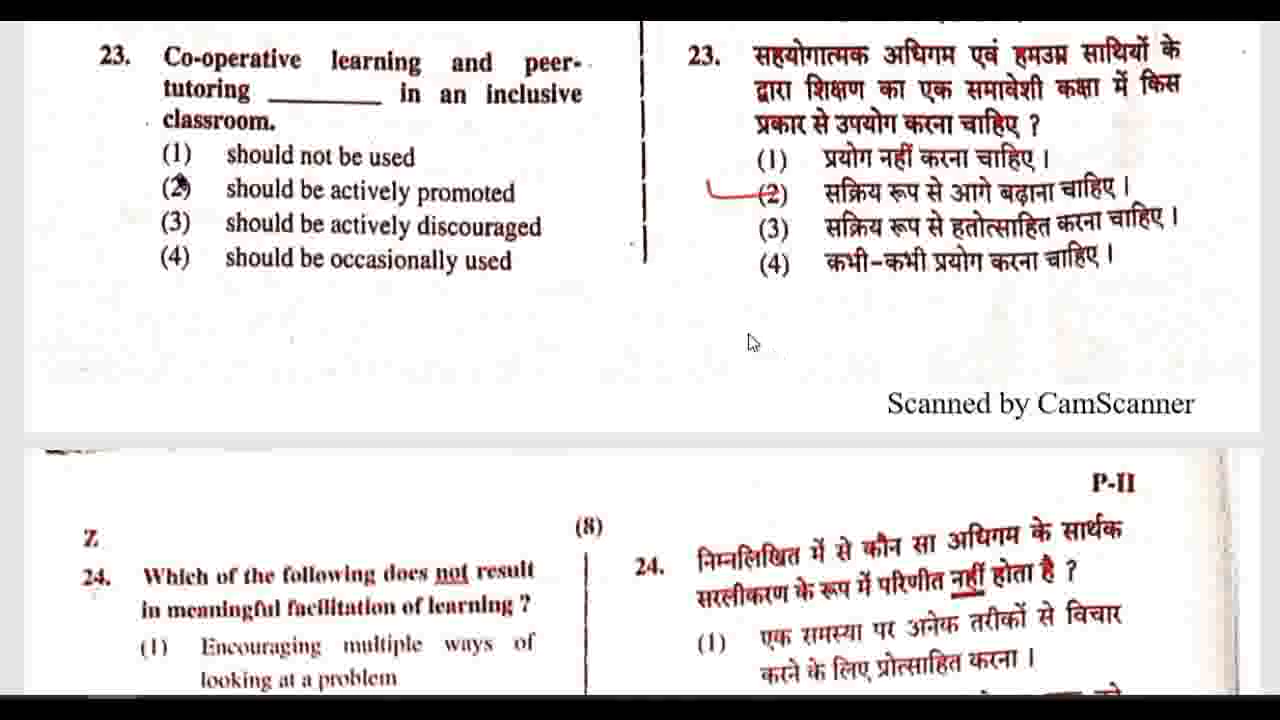 23. Co-operative learning and peer-
tutoring ________ in an inclusive
classroom.
(1) should not be used
(2) should be actively promoted
(3) should be actively discouraged
(4) should be occasionally used
23. सहयोगात्मक अधिगम एवं हमउम्र साथियों के
द्वारा शिक्षण का एक समावेशी कक्षा में किस
प्रकार से उपयोग करना चाहिए ?
(1) प्रयोग नहीं करना चाहिए ।
(2) सक्रिय रूप से आगे बढ़ाना चाहिए ।
(3) सक्रिय रूप से हतोत्साहित करना चाहिए ।
(4) कभी-कभी प्रयोग करना चाहिए ।
Scanned by CamScanner
P-II
Z
(8)
24. Which of the following does not result
in meaningful facilitation of learning ?
(1) Encouraging multiple ways of
looking at a problem
24. निम्नलिखित में से कौन सा अधिगम के सार्थक
सरलीकरण के रूप में परिणीत नहीं होता है ?
(1) एक समस्या पर अनेक तरीकों से विचार
करने के लिए प्रोत्साहित करना ।